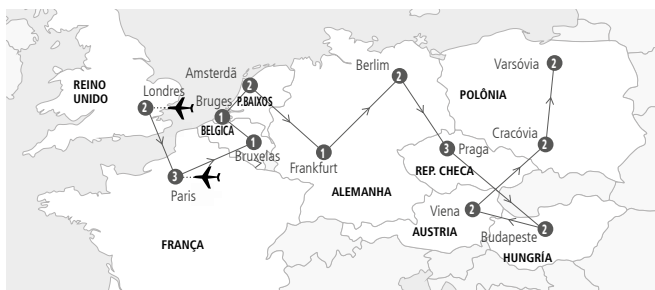 REINO
UNIDO
Londres
2
Amsterdã
2
Bruges
1
P.BAIXOS
BELGICA
1
Bruxelas
3
Paris
FRANÇA
1
Frankfurt
ALEMANHA
Berlim
2
3
Praga
REP. CHECA
Varsóvia
2
POLÔNIA
Cracóvia
2
Viena
2
AUSTRIA
Budapeste
2
HUNGRÍA